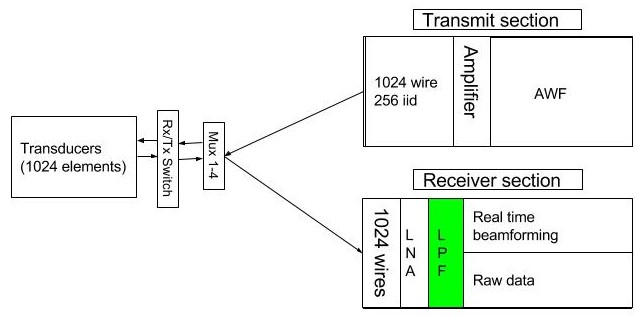 Transmit section
1024 wire
256 iid
Amplifier
AWF
Transducers
(1024 elements)
Rx/Tx Switch
Mux 1-4
Receiver section
1024 wires
L
N
A
L
P
F
Real time
beamforming
Raw data